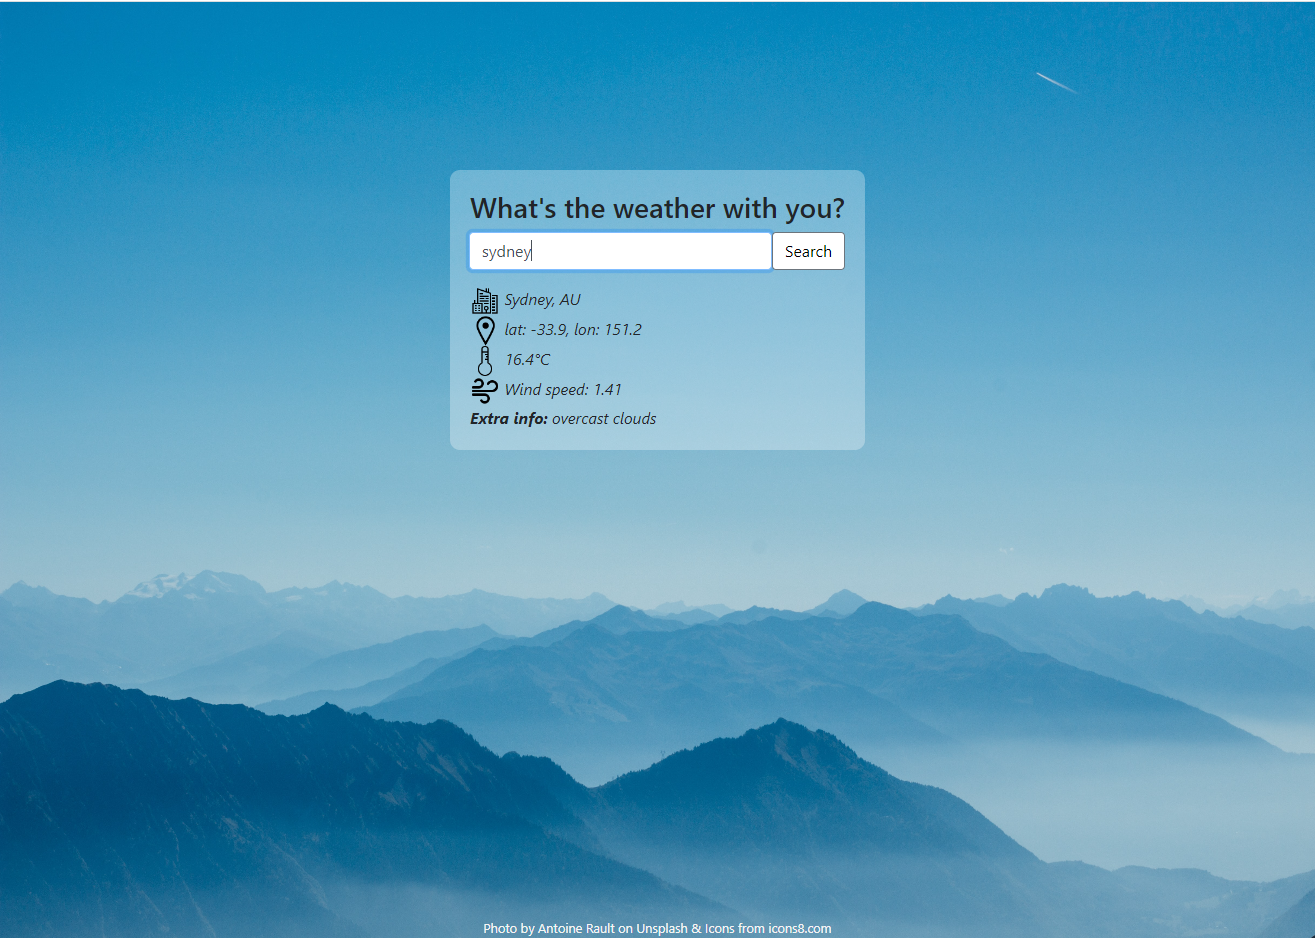 What's the weather with you?
sydney
Search
Sydney, AU
lat: -33.9, lon: 151.2
16.4°C
Wind speed: 1.41
Extra info: overcast clouds
Photo by Antoine Rault on Unsplash & Icons from icons8.com